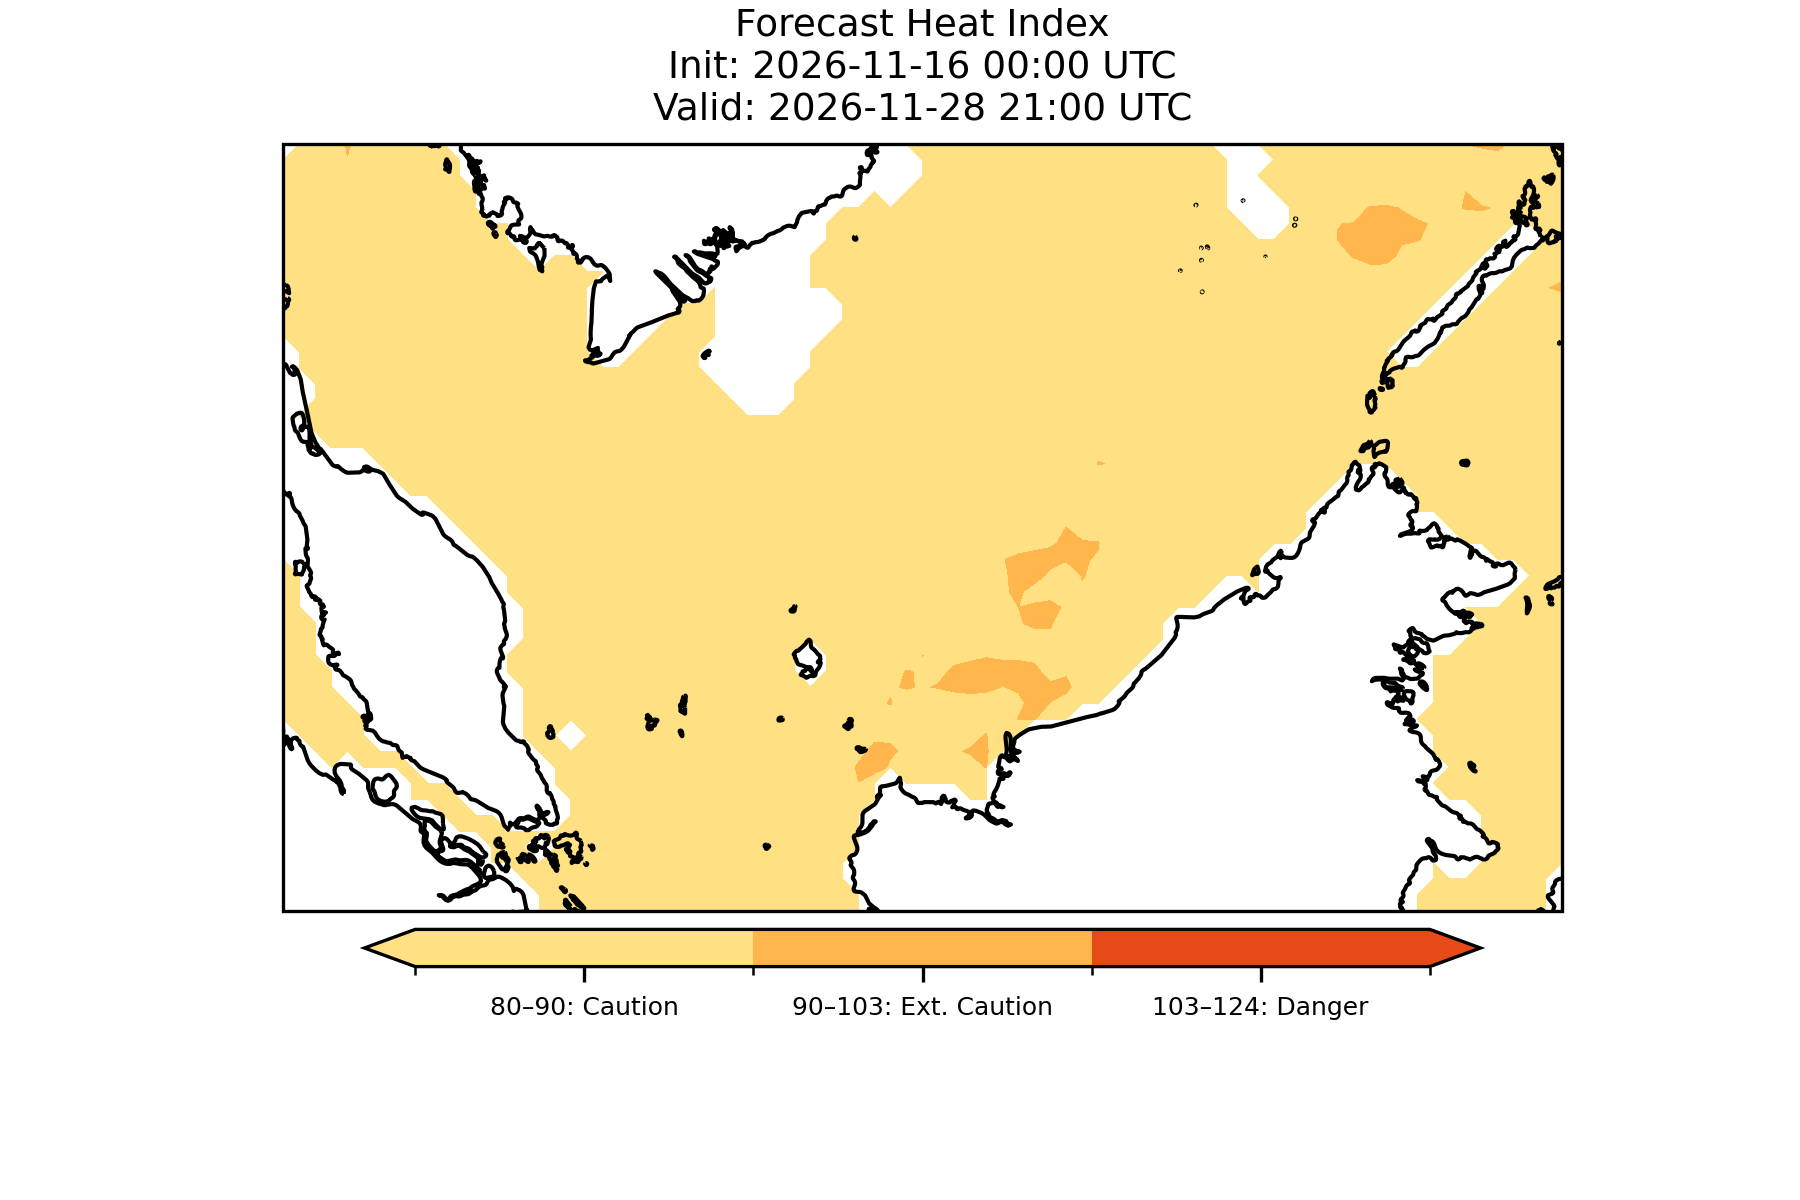 Forecast Heat Index
Init: 2026-11-16 00:00 UTC
Valid: 2026-11-28 21:00 UTC
80–90: Caution
90–103: Ext. Caution
103–124: Danger